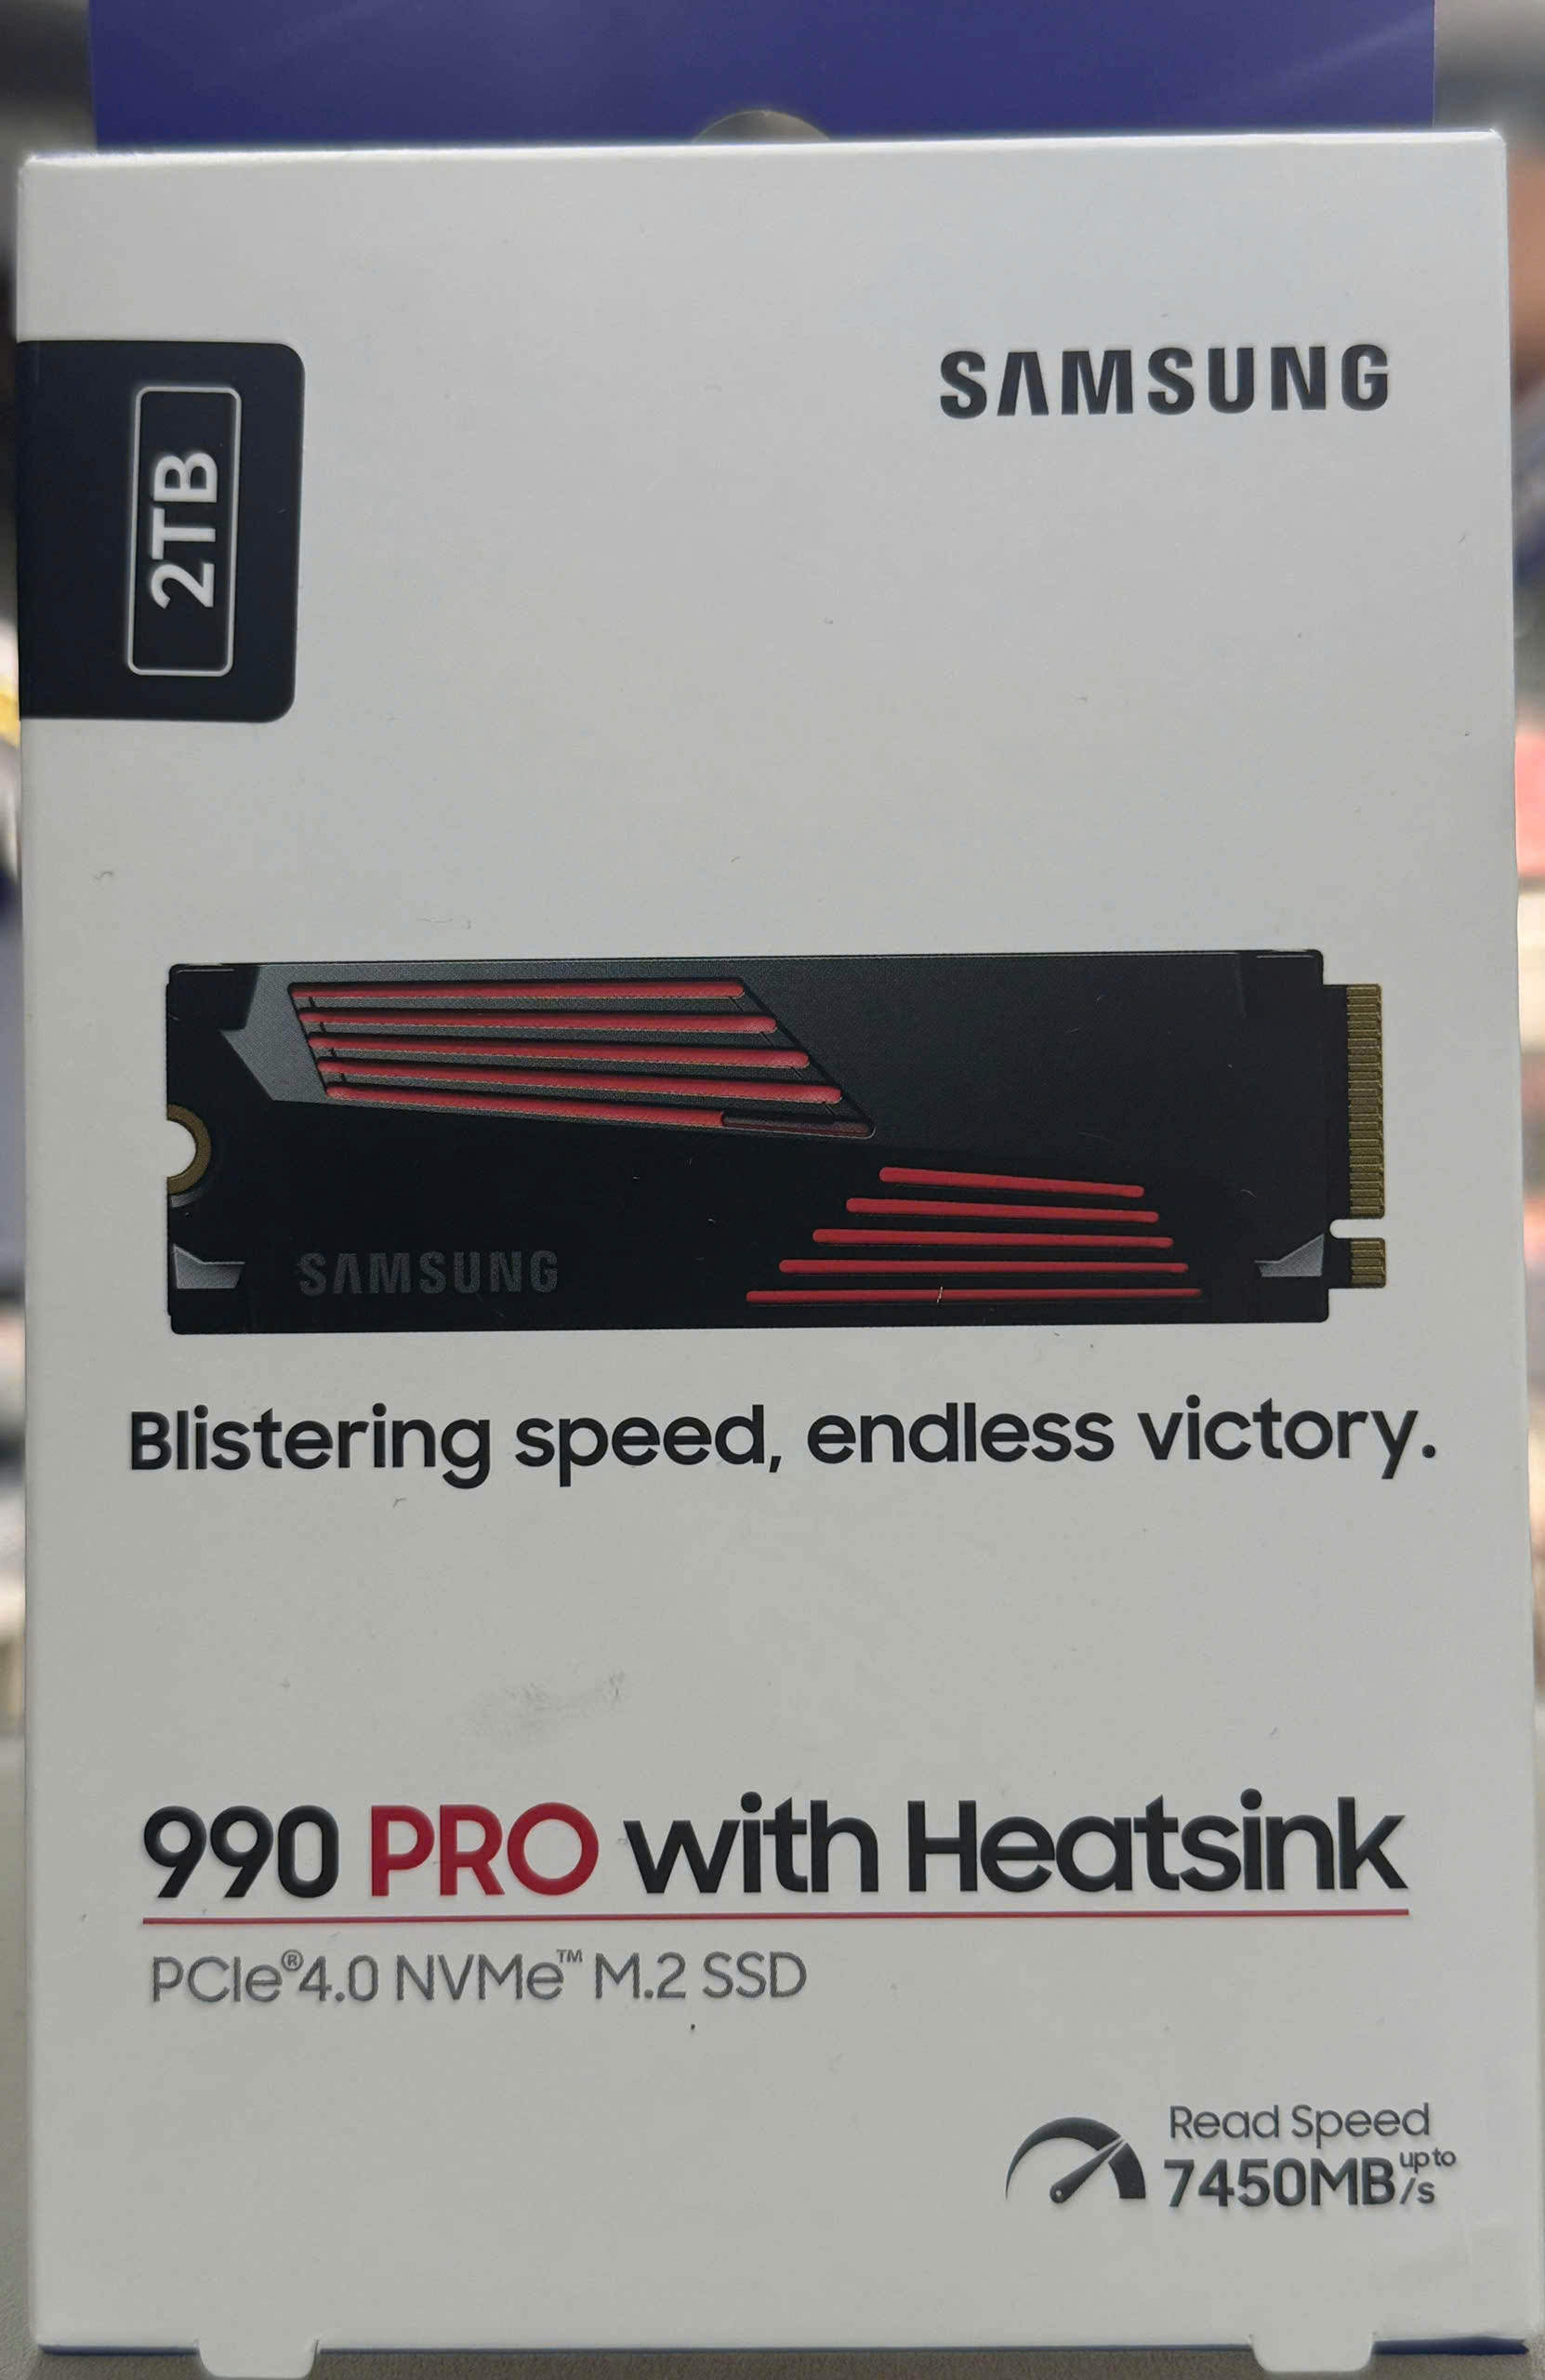 SAMSUNG
2TB
SAMSUNG
Blistering speed, endless victory.
990 PRO with Heatsink
PCIe®4.0 NVMe™ M.2 SSD
Read Speed
up to
7450MB/s